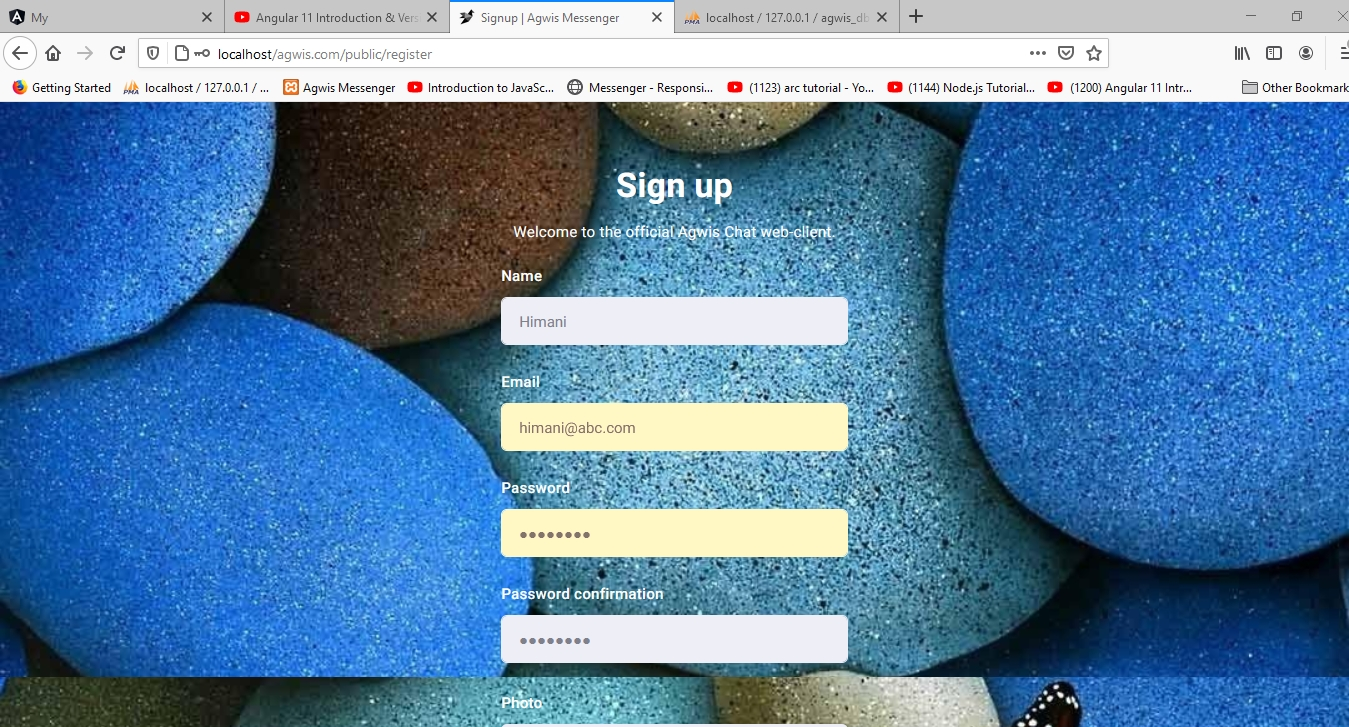 My
Angular 11 Introduction & Vers
Signup | Agwis Messenger
localhost / 127.0.0.1 / agwis_db
localhost/agwis.com/public/register
Getting Started
localhost / 127.0.0.1 / ...
Agwis Messenger
Introduction to JavaSc...
Messenger - Responsi...
(1123) arc tutorial - Yo...
(1144) Node.js Tutorial...
(1200) Angular 11 Intr...
Other Bookmark
Sign up
Welcome to the official Agwis Chat web-client.
Name
Himani
Email
himani@abc.com
Password
●●●●●●●●
Password confirmation
●●●●●●●●
Photo